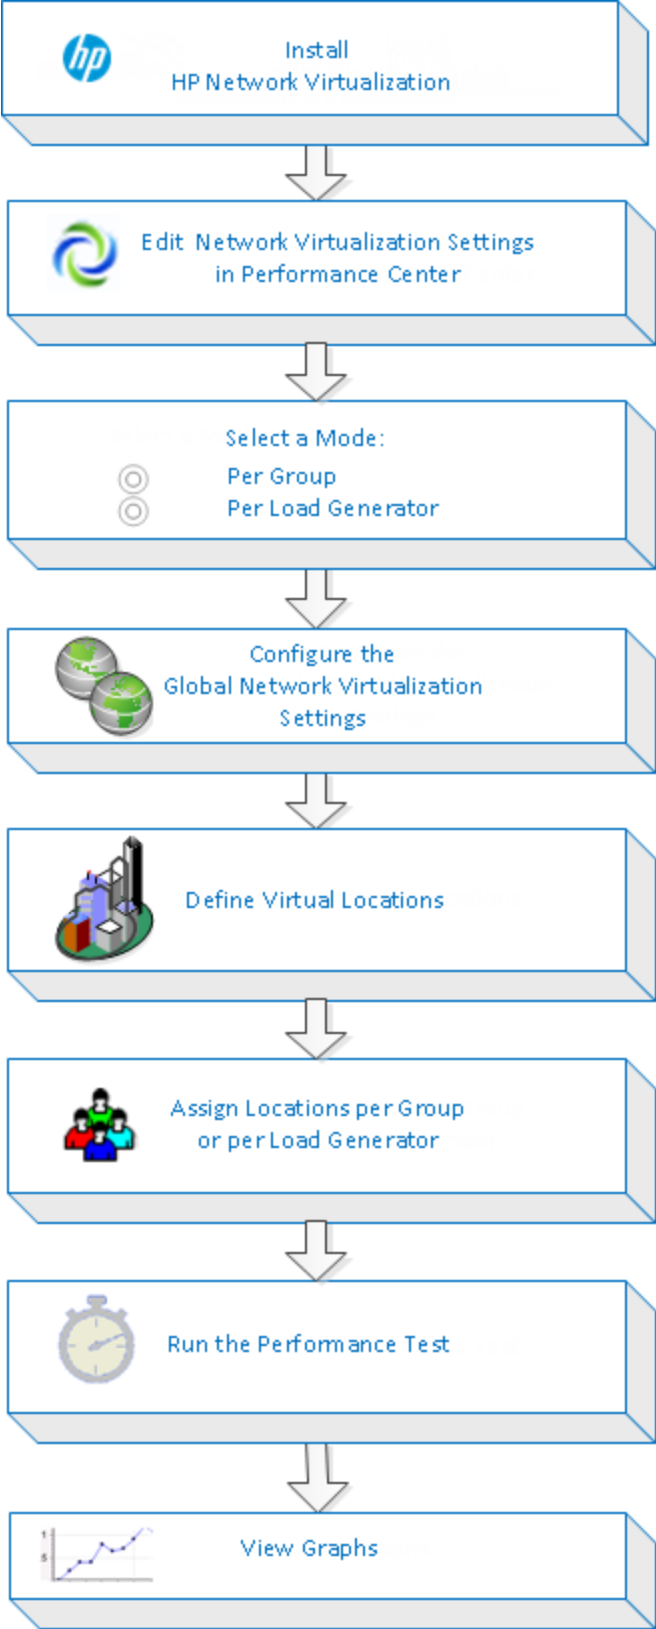 hp
Install
HP Network Virtualization
Edit Network Virtualization Settings
in Performance Center
Select a Mode:
Per Group
Per Load Generator
Configure the
Global Network Virtualization
Settings
Define Virtual Locations
Assign Locations per Group
or per Load Generator
Run the Performance Test
View Graphs